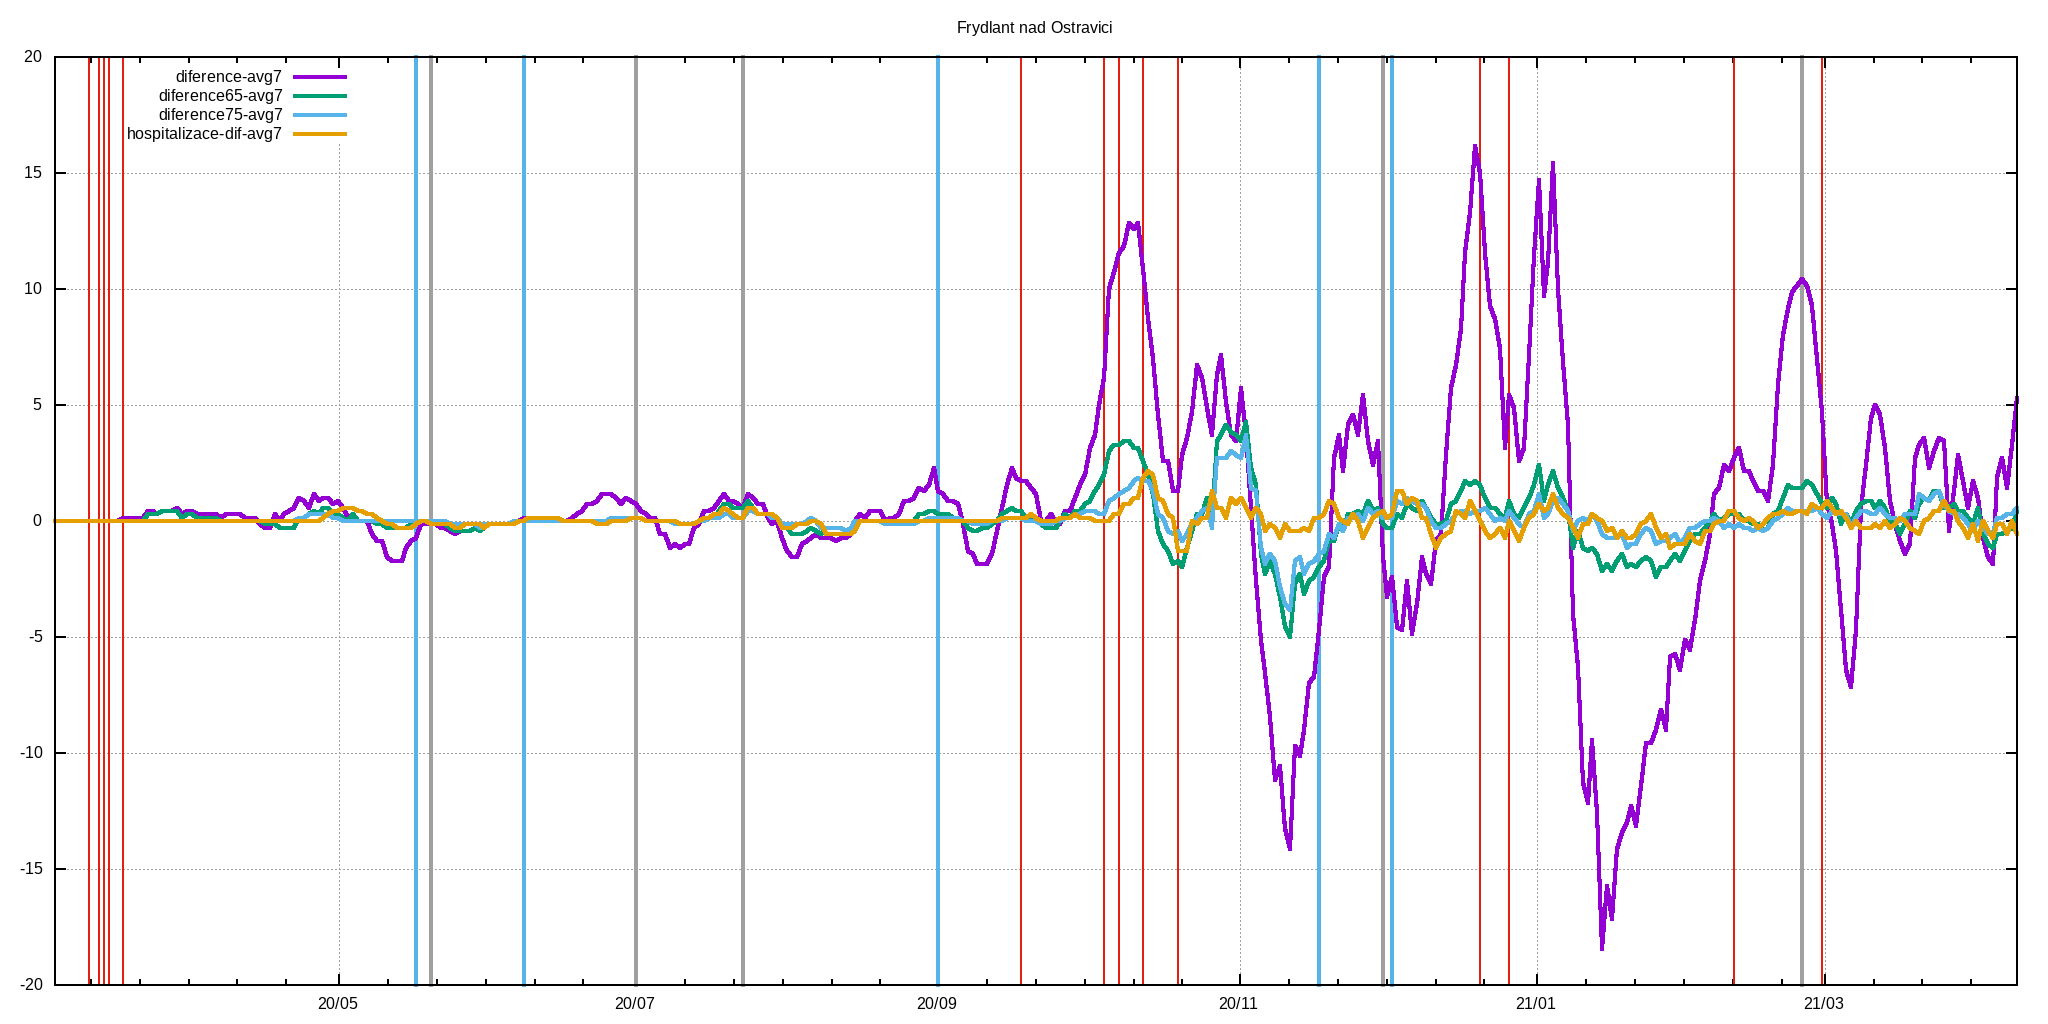 Frydlant nad Ostravici
diference-avg7
diference65-avg7
diference75-avg7
hospitalizace-dif-avg7
20
15
10
5
0
-5
-10
-15
-20
20/05 20/07 20/09 20/11 21/01 21/03